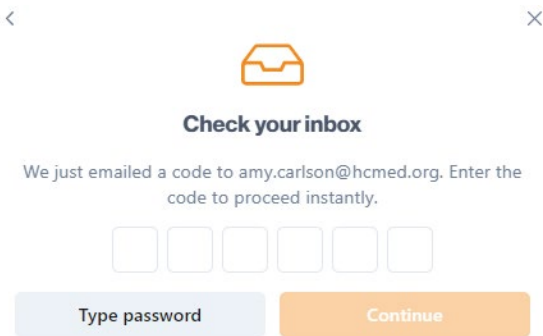 Check your inbox
We just emailed a code to amy.carlson@hcmed.org. Enter the
code to proceed instantly.
Type password
Continue